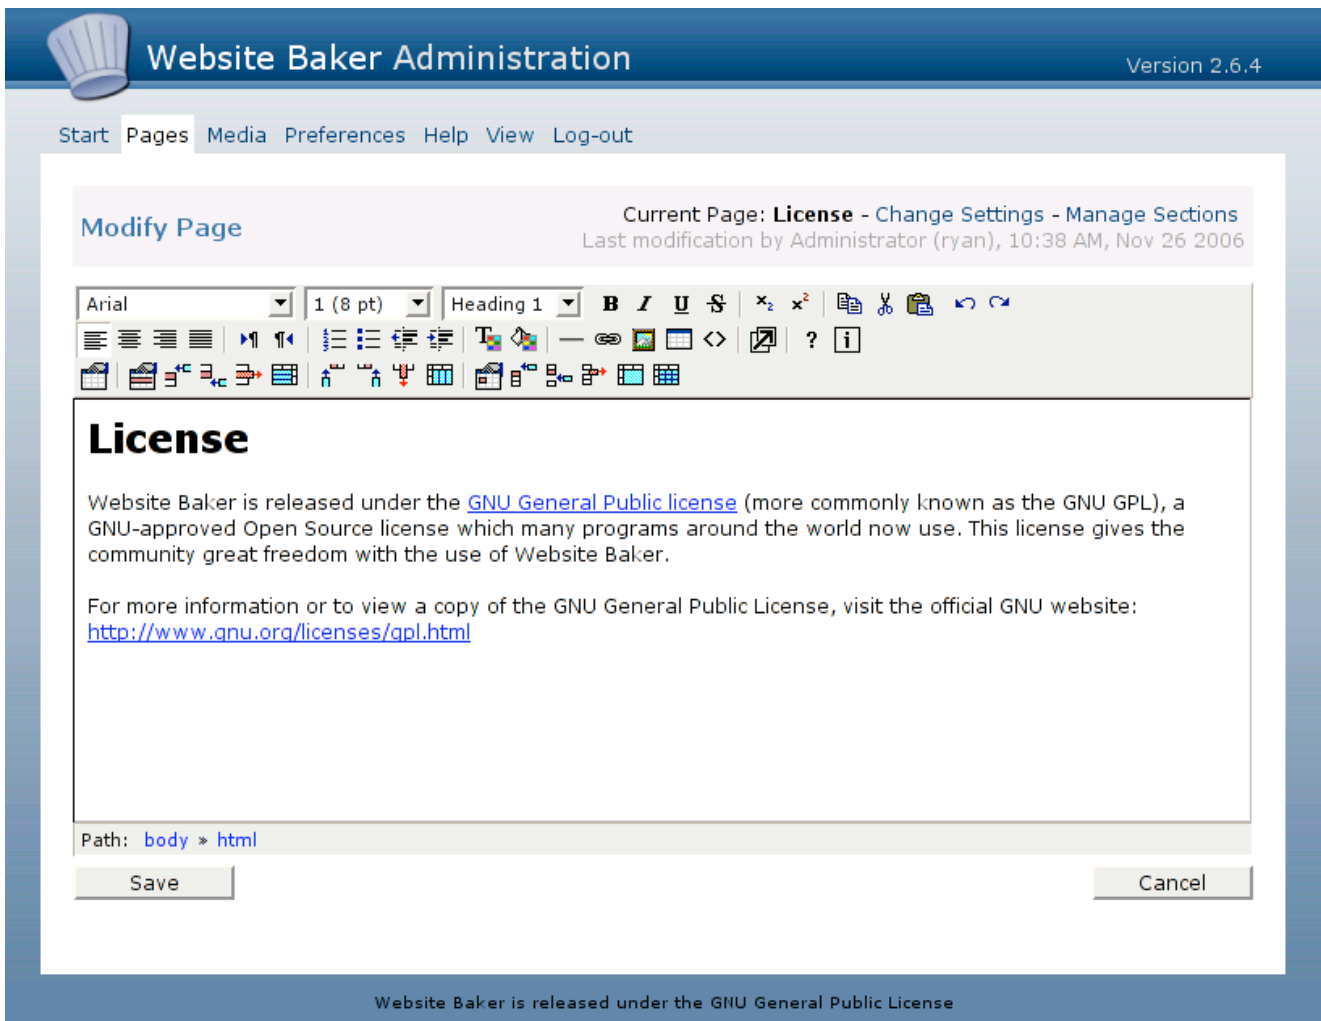 Website Baker Administration
Version 2.6.4
Start Pages Media Preferences Help View Log-out
Modify Page
Current Page: License - Change Settings - Manage Sections
Last modification by Administrator (ryan), 10:38 AM, Nov 26 2006
Arial 1 (8 pt) Heading 1 B I U S x₂ x²
? i
License
Website Baker is released under the GNU General Public license (more commonly known as the GNU GPL), a
GNU-approved Open Source license which many programs around the world now use. This license gives the
community great freedom with the use of Website Baker.
For more information or to view a copy of the GNU General Public License, visit the official GNU website:
http://www.gnu.org/licenses/gpl.html
Path: body » html
Save Cancel
Website Baker is released under the GNU General Public License